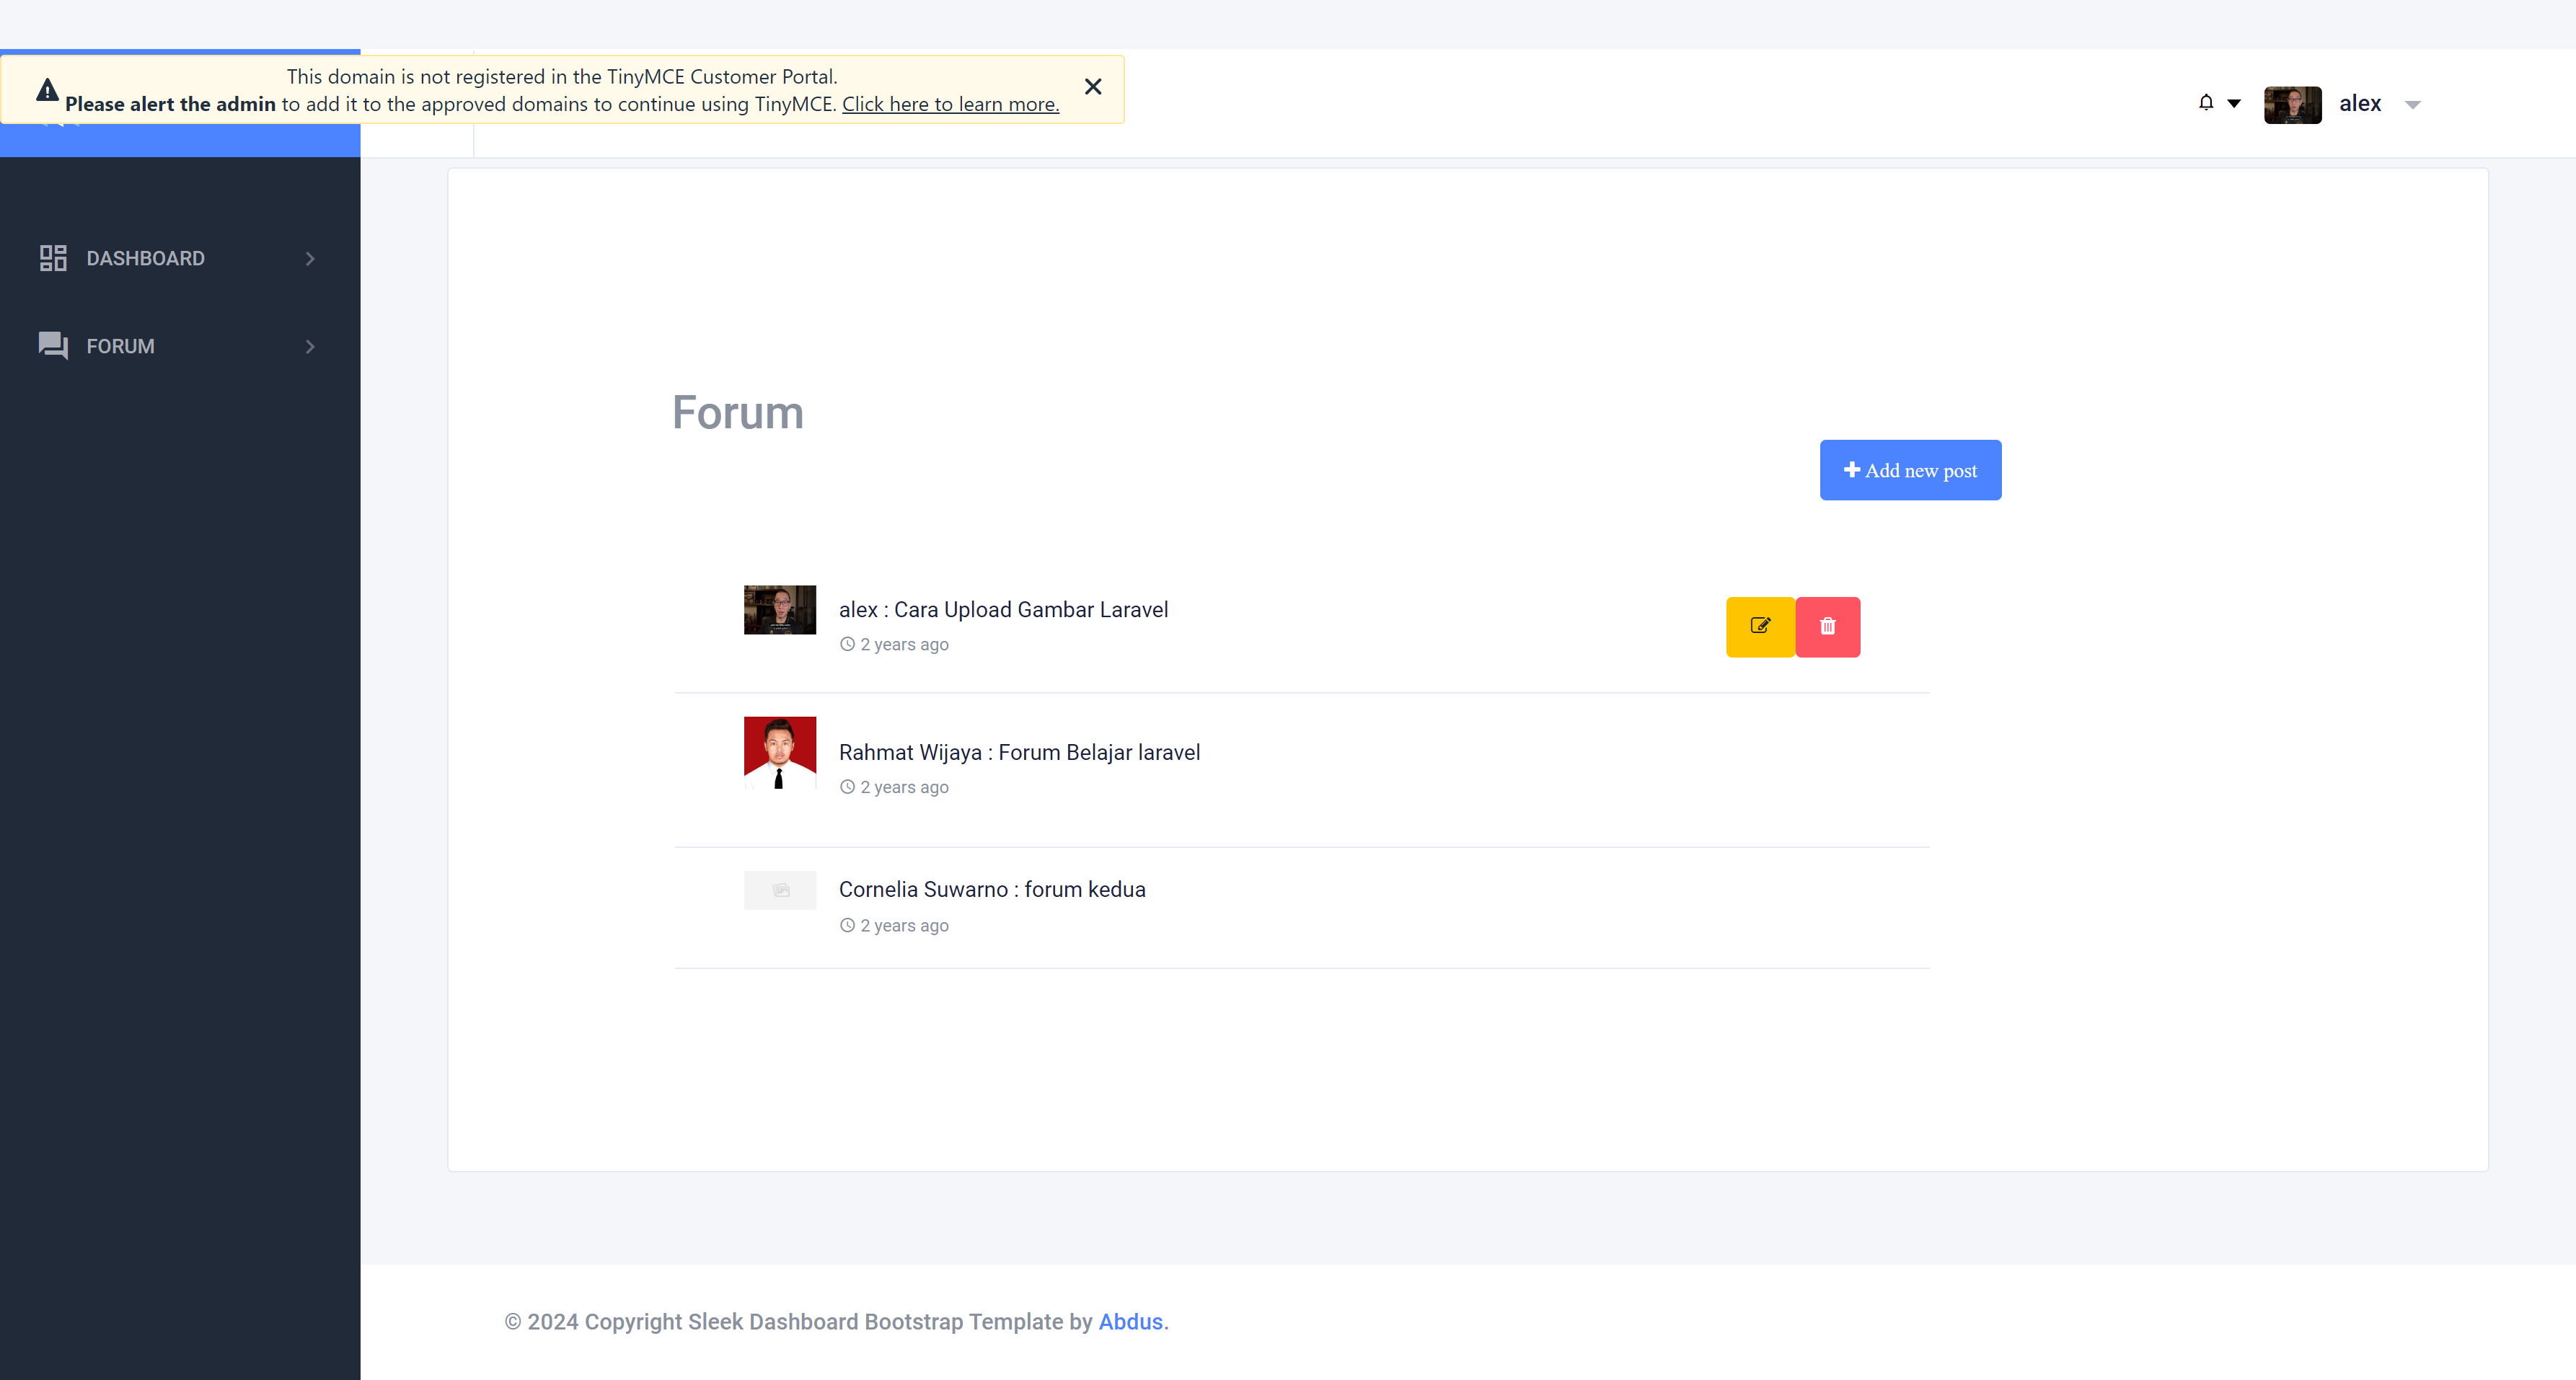 This domain is not registered in the TinyMCE Customer Portal.
Please alert the admin to add it to the approved domains to continue using TinyMCE. Click here to learn more.
alex
DASHBOARD
FORUM
Forum
Add new post
alex : Cara Upload Gambar Laravel
2 years ago
Rahmat Wijaya : Forum Belajar laravel
2 years ago
Cornelia Suwarno : forum kedua
2 years ago
© 2024 Copyright Sleek Dashboard Bootstrap Template by Abdus.